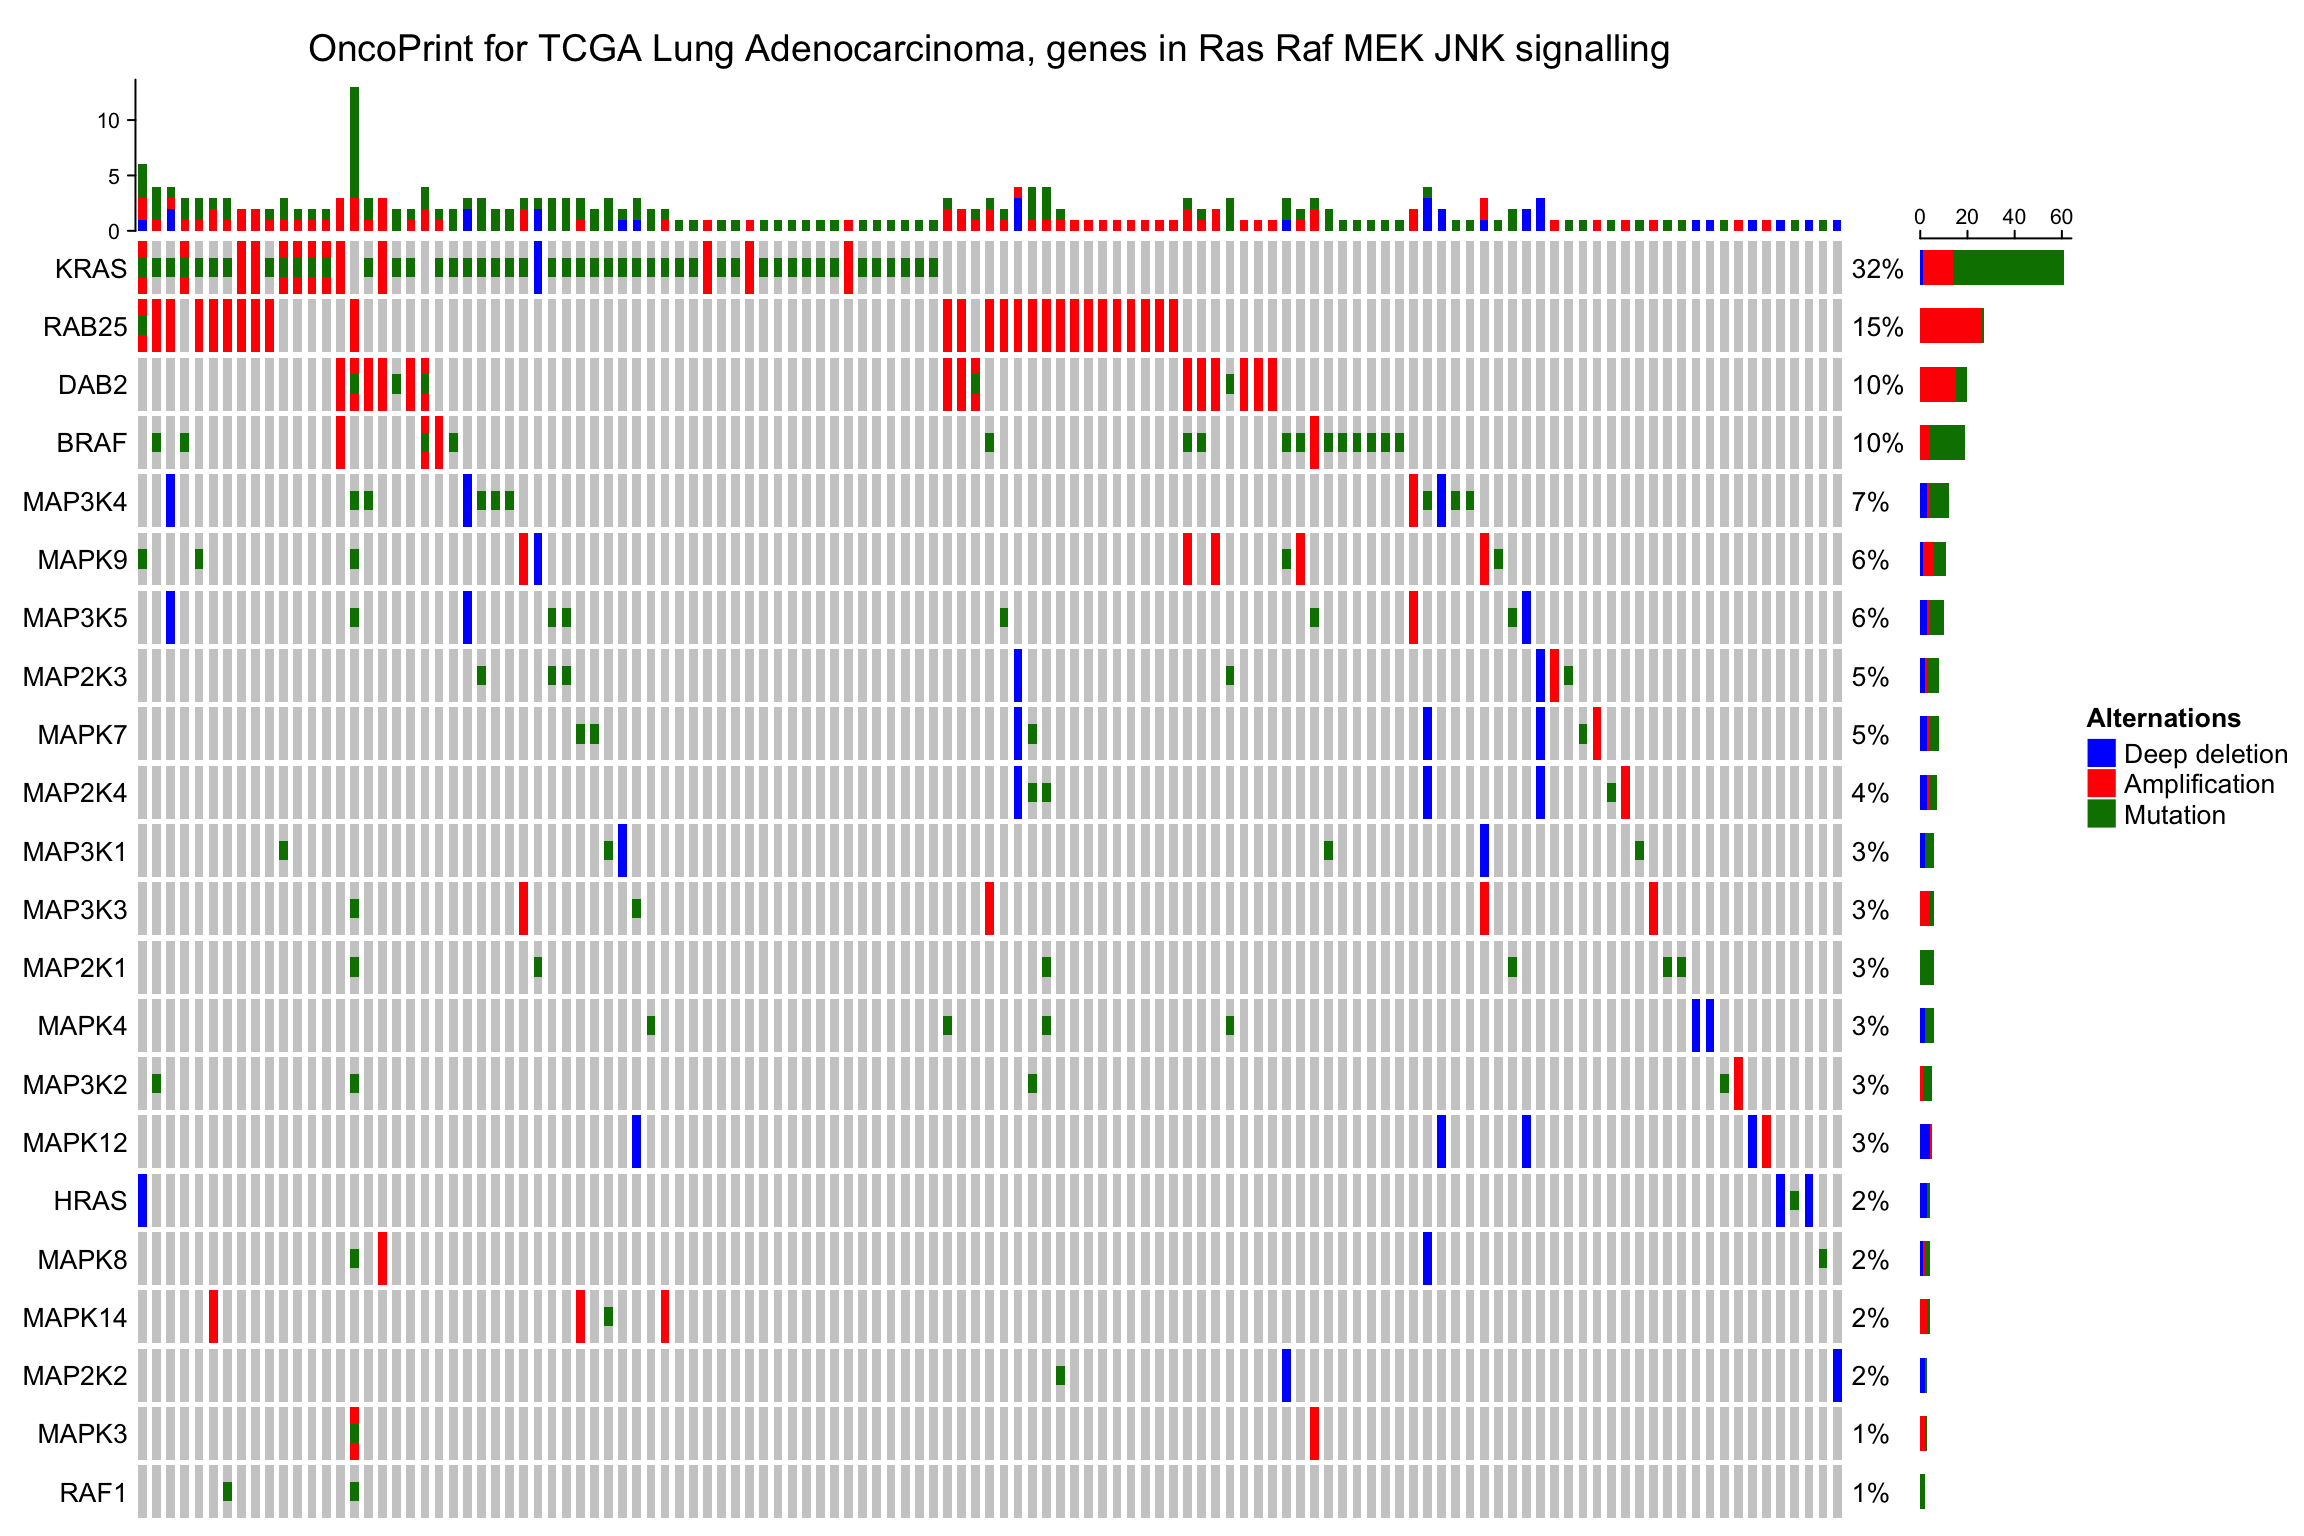 OncoPrint for TCGA Lung Adenocarcinoma, genes in Ras Raf MEK JNK signalling
10
5
0
0 20 40 60
KRAS 32%
RAB25 15%
DAB2 10%
BRAF 10%
MAP3K4 7%
MAPK9 6%
MAP3K5 6%
MAP2K3 5%
MAPK7 5%
MAP2K4 4%
MAP3K1 3%
MAP3K3 3%
MAP2K1 3%
MAPK4 3%
MAP3K2 3%
MAPK12 3%
HRAS 2%
MAPK8 2%
MAPK14 2%
MAP2K2 2%
MAPK3 1%
RAF1 1%
Alternations
Deep deletion
Amplification
Mutation